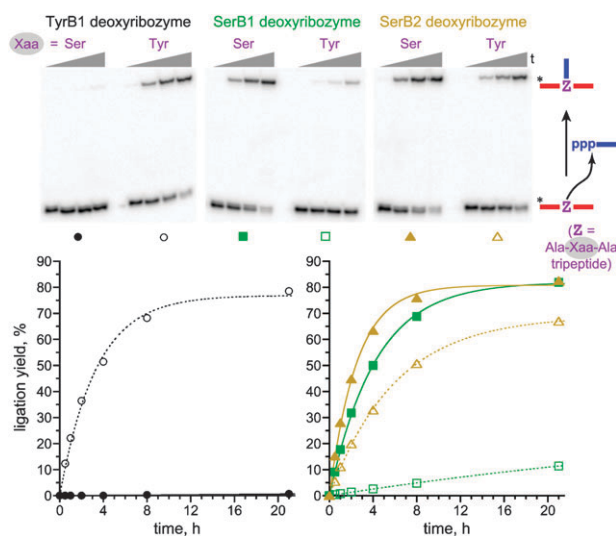 TyrB1 deoxyribozyme SerB1 deoxyribozyme SerB2 deoxyribozyme
Xaa = Ser Tyr Ser Tyr Ser Tyr t
* Z
ppp
* Z
(Z =
Ala-Xaa-Ala
tripeptide)
ligation yield, %
90
80
70
60
50
40
30
20
10
0
0 4 8 12 16 20
time, h
90
80
70
60
50
40
30
20
10
0
0 4 8 12 16 20
time, h